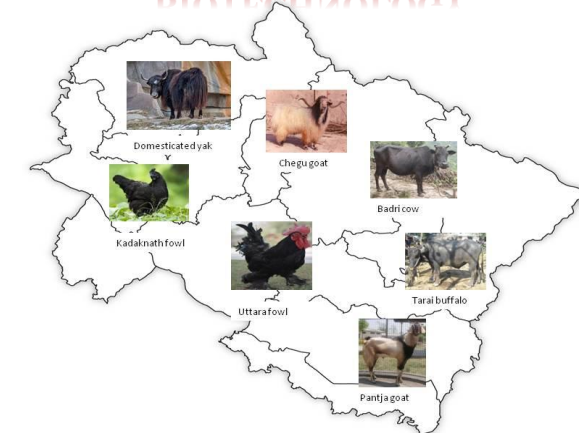 Domesticated yak
Chegu goat
Badri cow
Kadaknath fowl
Uttara fowl
Tarai buffalo
Pantja goat